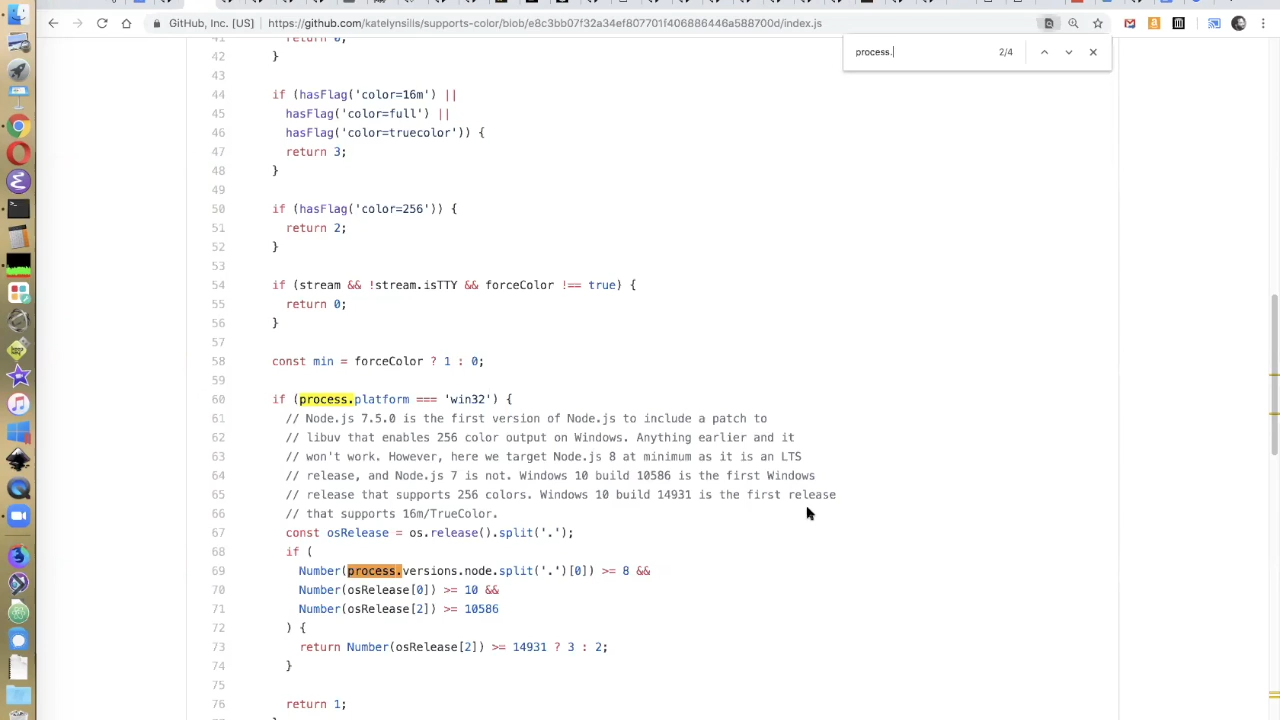 GitHub, Inc. [US]
https://github.com/katelynsills/supports-color/blob/e8c3bb07f32a34ef807701f406886446a588700d/index.js
process.
2/4
41 return 0;
42 }
43
44 if (hasFlag('color=16m') ||
45 hasFlag('color=full') ||
46 hasFlag('color=truecolor')) {
47 return 3;
48 }
49
50 if (hasFlag('color=256')) {
51 return 2;
52 }
53
54 if (stream && !stream.isTTY && forceColor !== true) {
55 return 0;
56 }
57
58 const min = forceColor ? 1 : 0;
59
60 if (process.platform === 'win32') {
61 // Node.js 7.5.0 is the first version of Node.js to include a patch to
62 // libuv that enables 256 color output on Windows. Anything earlier and it
63 // won't work. However, here we target Node.js 8 at minimum as it is an LTS
64 // release, and Node.js 7 is not. Windows 10 build 10586 is the first Windows
65 // release that supports 256 colors. Windows 10 build 14931 is the first release
66 // that supports 16m/TrueColor.
67 const osRelease = os.release().split('.');
68 if (
69 Number(process.versions.node.split('.')[0]) >= 8 &&
70 Number(osRelease[0]) >= 10 &&
71 Number(osRelease[2]) >= 10586
72 ) {
73 return Number(osRelease[2]) >= 14931 ? 3 : 2;
74 }
75
76 return 1;